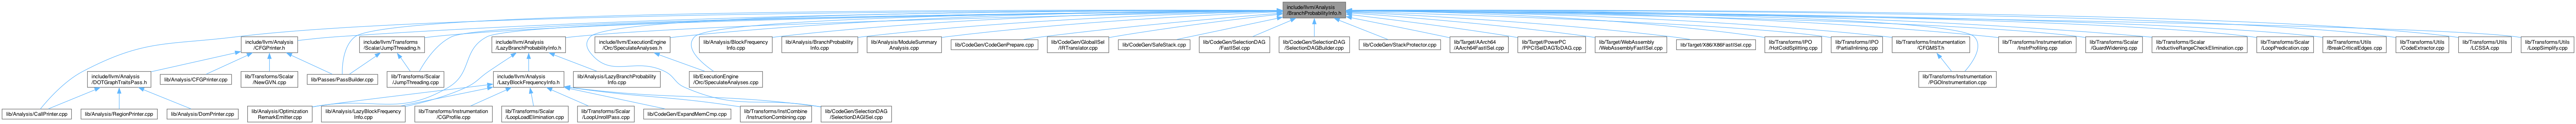 include/llvm/Analysis
/BranchProbabilityInfo.h
include/llvm/Analysis
/CFGPrinter.h
include/llvm/Transforms
/Scalar/JumpThreading.h
include/llvm/Analysis
/LazyBranchProbabilityInfo.h
include/llvm/ExecutionEngine
/Orc/SpeculateAnalyses.h
lib/Analysis/BlockFrequency
Info.cpp
lib/Analysis/BranchProbability
Info.cpp
lib/Analysis/ModuleSummary
Analysis.cpp
lib/CodeGen/CodeGenPrepare.cpp
lib/CodeGen/GlobalISel
/IRTranslator.cpp
lib/CodeGen/SafeStack.cpp
lib/CodeGen/SelectionDAG
/FastISel.cpp
lib/CodeGen/SelectionDAG
/SelectionDAGBuilder.cpp
lib/CodeGen/StackProtector.cpp
lib/Target/AArch64
/AArch64FastISel.cpp
lib/Target/PowerPC
/PPCISelDAGToDAG.cpp
lib/Target/WebAssembly
/WebAssemblyFastISel.cpp
lib/Target/X86/X86FastISel.cpp
lib/Transforms/IPO
/HotColdSplitting.cpp
lib/Transforms/IPO
/PartialInlining.cpp
include/llvm/Transforms
/Instrumentation
/CFGMST.h
lib/Transforms/Instrumentation
/InstrProfiling.cpp
lib/Transforms/Scalar
/GuardWidening.cpp
lib/Transforms/Scalar
/InductiveRangeCheckElimination.cpp
lib/Transforms/Scalar
/LoopPredication.cpp
lib/Transforms/Utils
/BreakCriticalEdges.cpp
lib/Transforms/Utils
/CodeExtractor.cpp
lib/Transforms/Utils
/LCSSA.cpp
lib/Transforms/Utils
/LoopSimplify.cpp
include/llvm/Analysis
/DOTGraphTraitsPass.h
lib/Analysis/CFGPrinter.cpp
lib/Transforms/Scalar
/NewGVN.cpp
lib/Passes/PassBuilder.cpp
lib/Transforms/Scalar
/JumpThreading.cpp
include/llvm/Analysis
/LazyBlockFrequencyInfo.h
lib/Analysis/LazyBranchProbability
Info.cpp
lib/ExecutionEngine
/Orc/SpeculateAnalyses.cpp
lib/Transforms/Instrumentation
/PGOInstrumentation.cpp
lib/Analysis/CallPrinter.cpp
lib/Analysis/RegionPrinter.cpp
lib/Analysis/DomPrinter.cpp
lib/Analysis/Optimization
RemarkEmitter.cpp
lib/Analysis/LazyBlockFrequency
Info.cpp
lib/Transforms/Instrumentation
/CGProfile.cpp
lib/Transforms/Scalar
/LoopLoadElimination.cpp
lib/Transforms/Scalar
/LoopUnrollPass.cpp
lib/CodeGen/ExpandMemCmp.cpp
lib/Transforms/InstCombine
/InstructionCombining.cpp
lib/CodeGen/SelectionDAG
/SelectionDAGISel.cpp